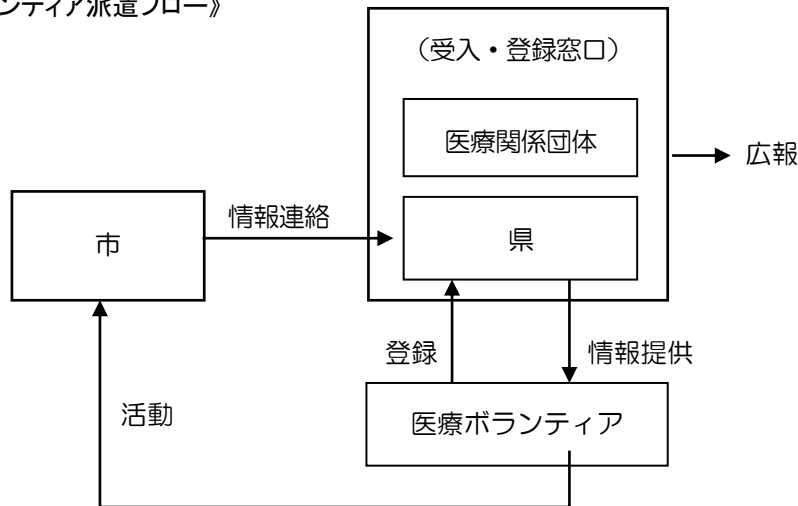 ンティア派遣フロー》
（受入・登録窓口）
医療関係団体
広報
情報連絡
市
県
登録
情報提供
活動
医療ボランティア